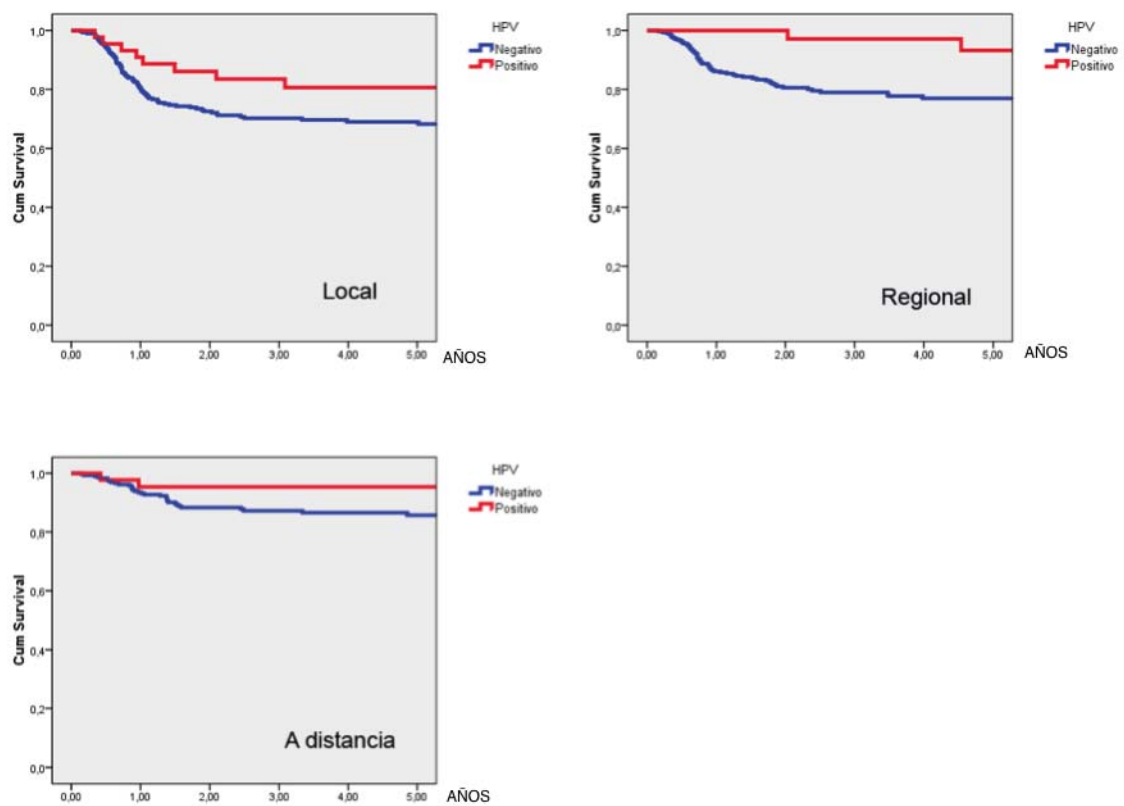 HPV
Negativo
Positivo
Cum Survival
1,0
0,8
0,6
0,4
0,2
0,0
Local
0,00 1,00 2,00 3,00 4,00 5,00 AÑOS
HPV
Negativo
Positivo
Cum Survival
1,0
0,8
0,6
0,4
0,2
0,0
Regional
0,00 1,00 2,00 3,00 4,00 5,00 AÑOS
HPV
Negativo
Positivo
Cum Survival
1,0
0,8
0,6
0,4
0,2
0,0
A distancia
0,00 1,00 2,00 3,00 4,00 5,00 AÑOS